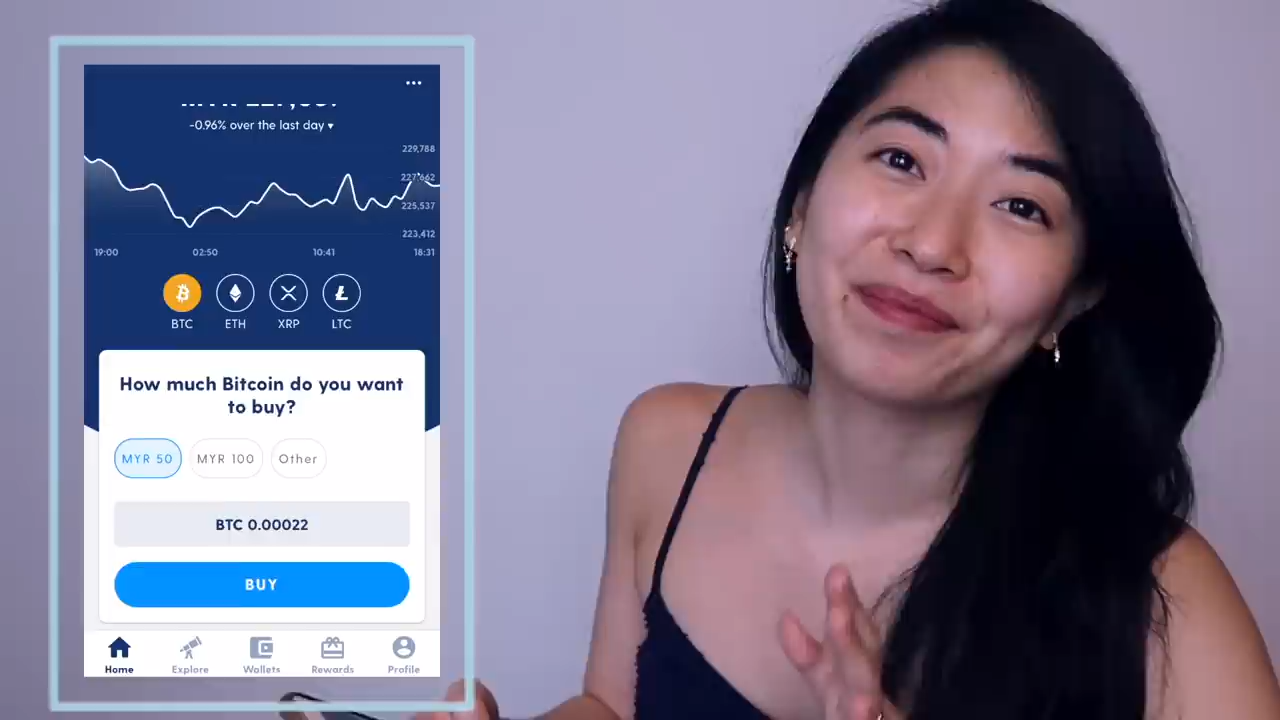 -0.96% over the last day ▾
229,788
227,662
225,537
223,412
19:00 02:50 10:41 18:31
BTC ETH XRP LTC
How much Bitcoin do you want
to buy?
MYR 50 MYR 100 Other
BTC 0.00022
BUY
Home Explore Wallets Rewards Profile